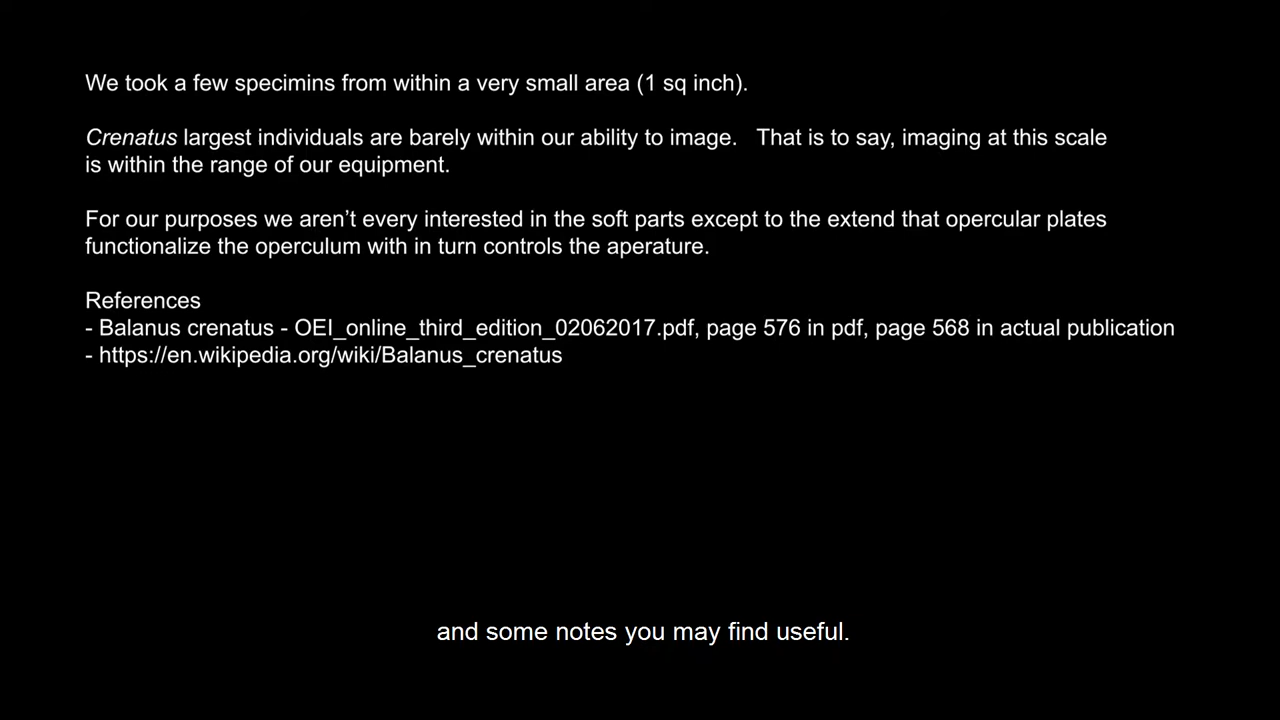 We took a few specimins from within a very small area (1 sq inch).
Crenatus largest individuals are barely within our ability to image.   That is to say, imaging at this scale
is within the range of our equipment.
For our purposes we aren’t every interested in the soft parts except to the extend that opercular plates
functionalize the operculum with in turn controls the aperature.
References
- Balanus crenatus - OEI_online_third_edition_02062017.pdf, page 576 in pdf, page 568 in actual publication
- https://en.wikipedia.org/wiki/Balanus_crenatus
and some notes you may find useful.